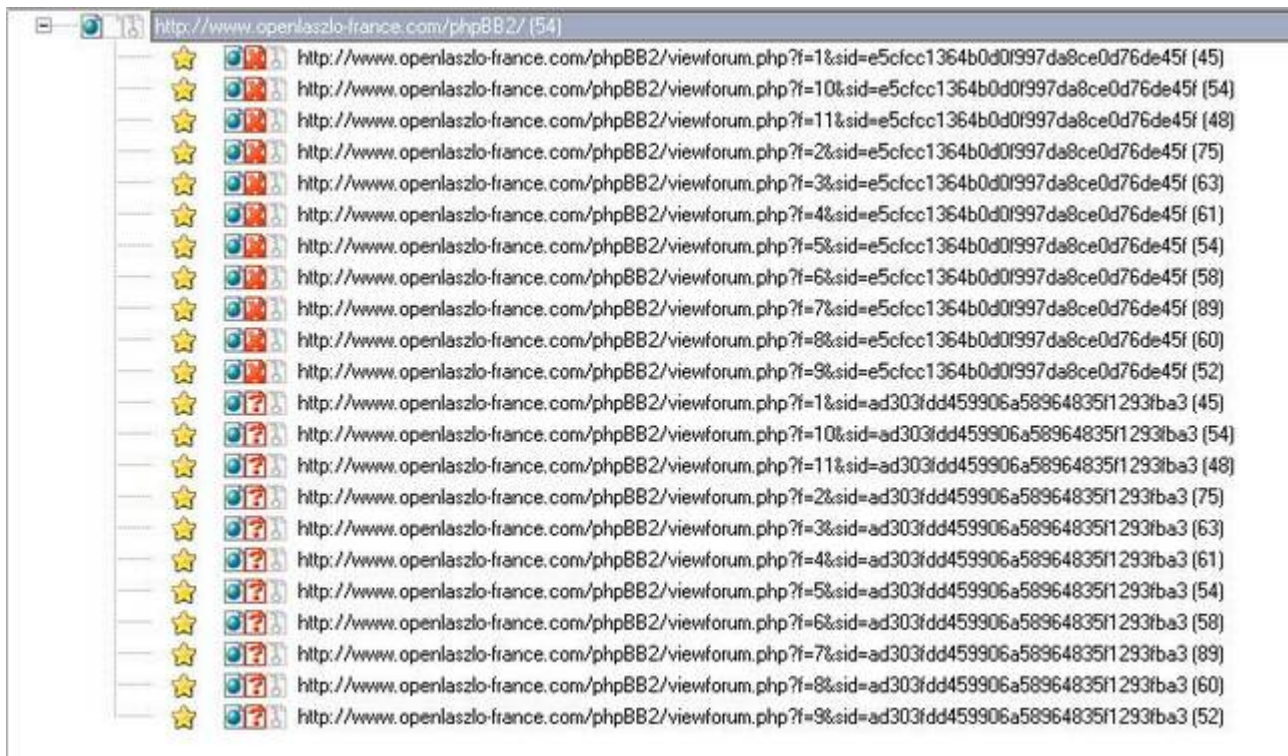 http://www.openlaszlo-france.com/phpBB2/ (54)
http://www.openlaszlo-france.com/phpBB2/viewforum.php?f=1&sid=e5cfcc1364b0d0f997da8ce0d76de45f (45)
http://www.openlaszlo-france.com/phpBB2/viewforum.php?f=10&sid=e5cfcc1364b0d0f997da8ce0d76de45f (54)
http://www.openlaszlo-france.com/phpBB2/viewforum.php?f=11&sid=e5cfcc1364b0d0f997da8ce0d76de45f (48)
http://www.openlaszlo-france.com/phpBB2/viewforum.php?f=2&sid=e5cfcc1364b0d0f997da8ce0d76de45f (75)
http://www.openlaszlo-france.com/phpBB2/viewforum.php?f=3&sid=e5cfcc1364b0d0f997da8ce0d76de45f (63)
http://www.openlaszlo-france.com/phpBB2/viewforum.php?f=4&sid=e5cfcc1364b0d0f997da8ce0d76de45f (61)
http://www.openlaszlo-france.com/phpBB2/viewforum.php?f=5&sid=e5cfcc1364b0d0f997da8ce0d76de45f (54)
http://www.openlaszlo-france.com/phpBB2/viewforum.php?f=6&sid=e5cfcc1364b0d0f997da8ce0d76de45f (58)
http://www.openlaszlo-france.com/phpBB2/viewforum.php?f=7&sid=e5cfcc1364b0d0f997da8ce0d76de45f (89)
http://www.openlaszlo-france.com/phpBB2/viewforum.php?f=8&sid=e5cfcc1364b0d0f997da8ce0d76de45f (60)
http://www.openlaszlo-france.com/phpBB2/viewforum.php?f=9&sid=e5cfcc1364b0d0f997da8ce0d76de45f (52)
http://www.openlaszlo-france.com/phpBB2/viewforum.php?f=1&sid=ad303fdd459906a58964835f1293fba3 (45)
http://www.openlaszlo-france.com/phpBB2/viewforum.php?f=10&sid=ad303fdd459906a58964835f1293fba3 (54)
http://www.openlaszlo-france.com/phpBB2/viewforum.php?f=11&sid=ad303fdd459906a58964835f1293fba3 (48)
http://www.openlaszlo-france.com/phpBB2/viewforum.php?f=2&sid=ad303fdd459906a58964835f1293fba3 (75)
http://www.openlaszlo-france.com/phpBB2/viewforum.php?f=3&sid=ad303fdd459906a58964835f1293fba3 (63)
http://www.openlaszlo-france.com/phpBB2/viewforum.php?f=4&sid=ad303fdd459906a58964835f1293fba3 (61)
http://www.openlaszlo-france.com/phpBB2/viewforum.php?f=5&sid=ad303fdd459906a58964835f1293fba3 (54)
http://www.openlaszlo-france.com/phpBB2/viewforum.php?f=6&sid=ad303fdd459906a58964835f1293fba3 (58)
http://www.openlaszlo-france.com/phpBB2/viewforum.php?f=7&sid=ad303fdd459906a58964835f1293fba3 (89)
http://www.openlaszlo-france.com/phpBB2/viewforum.php?f=8&sid=ad303fdd459906a58964835f1293fba3 (60)
http://www.openlaszlo-france.com/phpBB2/viewforum.php?f=9&sid=ad303fdd459906a58964835f1293fba3 (52)